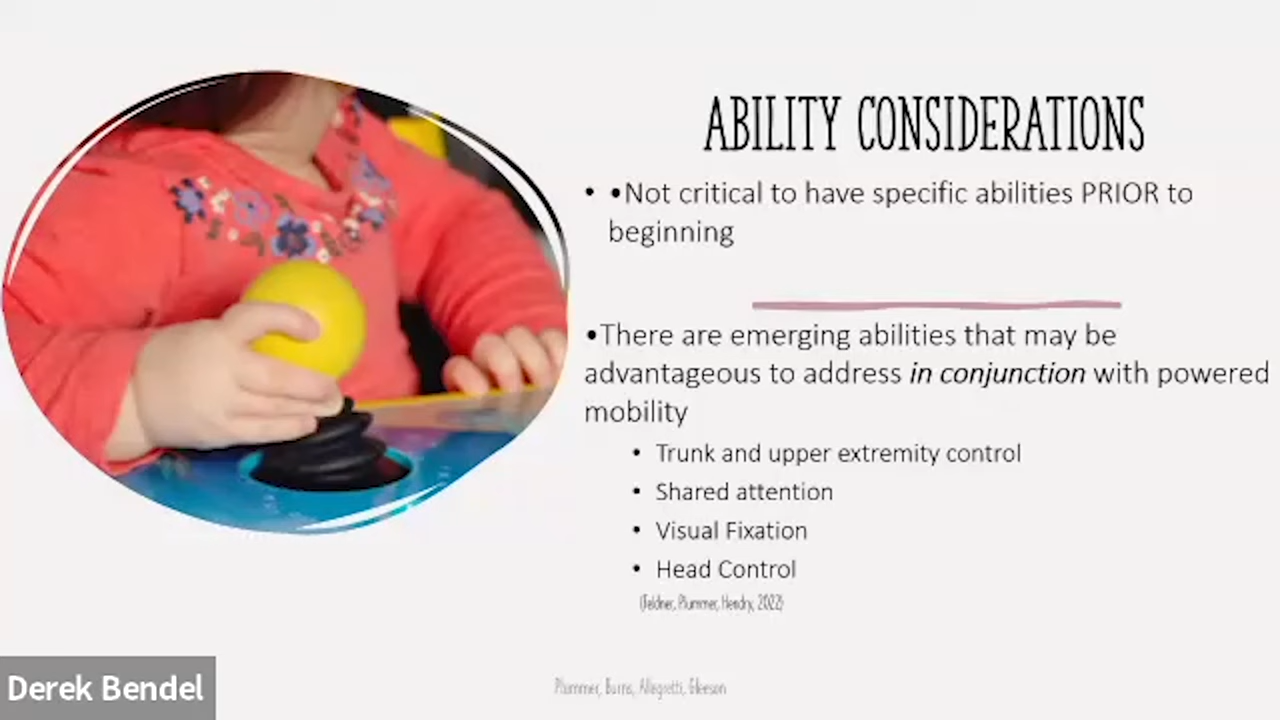 ABILITY CONSIDERATIONS
• •Not critical to have specific abilities PRIOR to
beginning
•There are emerging abilities that may be
advantageous to address in conjunction with powered
mobility
• Trunk and upper extremity control
• Shared attention
• Visual Fixation
• Head Control
(Feldner, Plummer, Hendry, 2022)
Plummer, Burns, Allegretti, Gleeson
Derek Bendel